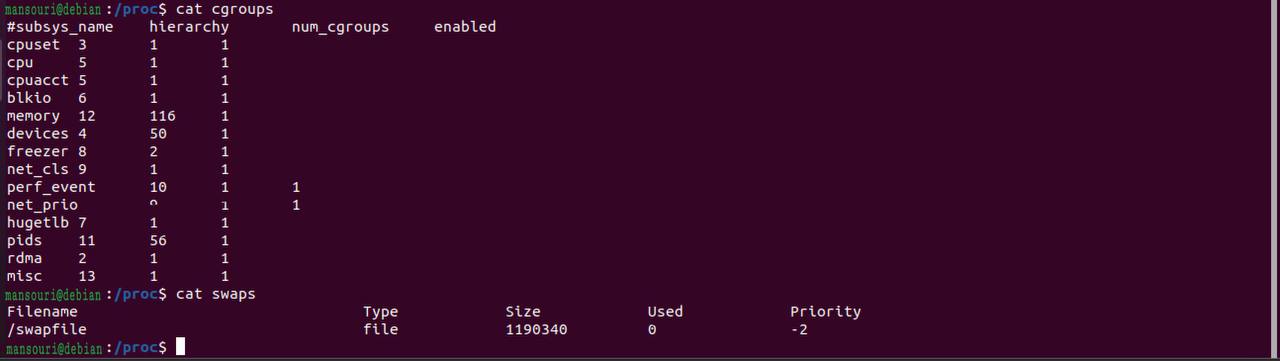 mansouri@debian:/proc$ cat cgroups
#subsys_name hierarchy num_cgroups enabled
cpuset 3 1 1
cpu 5 1 1
cpuacct 5 1 1
blkio 6 1 1
memory 12 116 1
devices 4 50 1
freezer 8 2 1
net_cls 9 1 1
perf_event 10 1 1
net_prio 1 1
hugetlb 7 1 1
pids 11 56 1
rdma 2 1 1
misc 13 1 1
mansouri@debian:/proc$ cat swaps
Filename Type Size Used Priority
/swapfile file 1190340 0 -2
mansouri@debian:/proc$